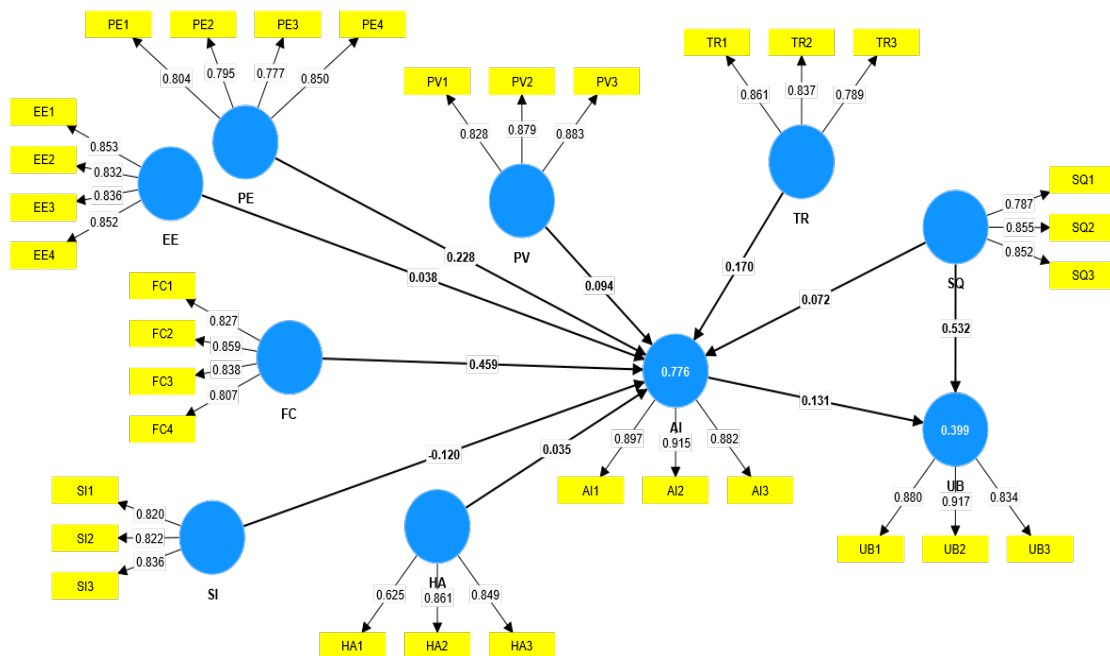 PE1
PE2
PE3
PE4
0.804
0.795
0.777
0.850
PE
EE1
EE2
EE3
EE4
0.853
0.832
0.836
0.852
EE
PV1
PV2
PV3
0.828
0.879
0.883
PV
TR1
TR2
TR3
0.861
0.837
0.789
TR
SQ1
SQ2
SQ3
0.787
0.855
0.852
SQ
0.228
0.038
0.094
0.170
0.072
0.532
FC1
FC2
FC3
FC4
0.827
0.859
0.838
0.807
FC
0.459
0.776
AI
0.131
0.399
UB
-0.120
0.035
0.897
0.915
0.882
AI1
AI2
AI3
0.880
0.917
0.834
UB1
UB2
UB3
SI1
SI2
SI3
0.820
0.822
0.836
SI
HA
0.625
0.861
0.849
HA1
HA2
HA3